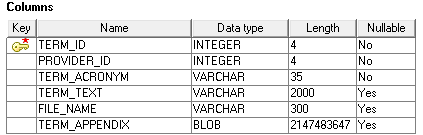 Columns
Key Name Data type Length Nullable
TERM_ID INTEGER 4 No
PROVIDER_ID INTEGER 4 No
TERM_ACRONYM VARCHAR 35 No
TERM_TEXT VARCHAR 2000 Yes
FILE_NAME VARCHAR 300 Yes
TERM_APPENDIX BLOB 2147483647 Yes